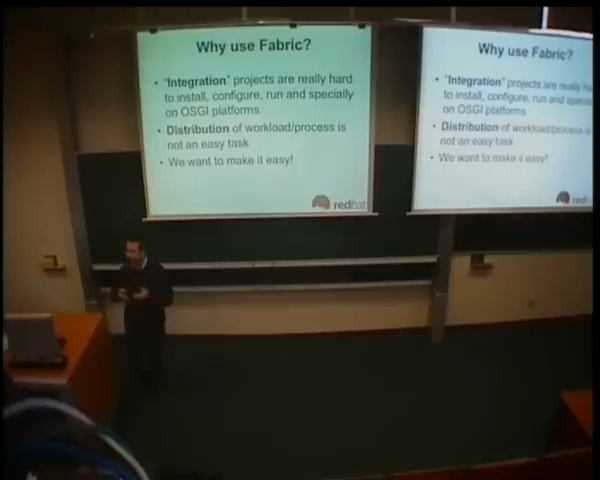 Why use Fabric?
• "Integration" projects are really hard
to install, configure, run and specially
on OSGI platforms
• Distribution of workload/process is
not an easy task
• We want to make it easy!
redhat
Why use Fabric?
• "Integration" projects are really
to install, configure, run and
on OSGI platforms
• Distribution of workload/process is
not an easy task
• We want to make it easy!